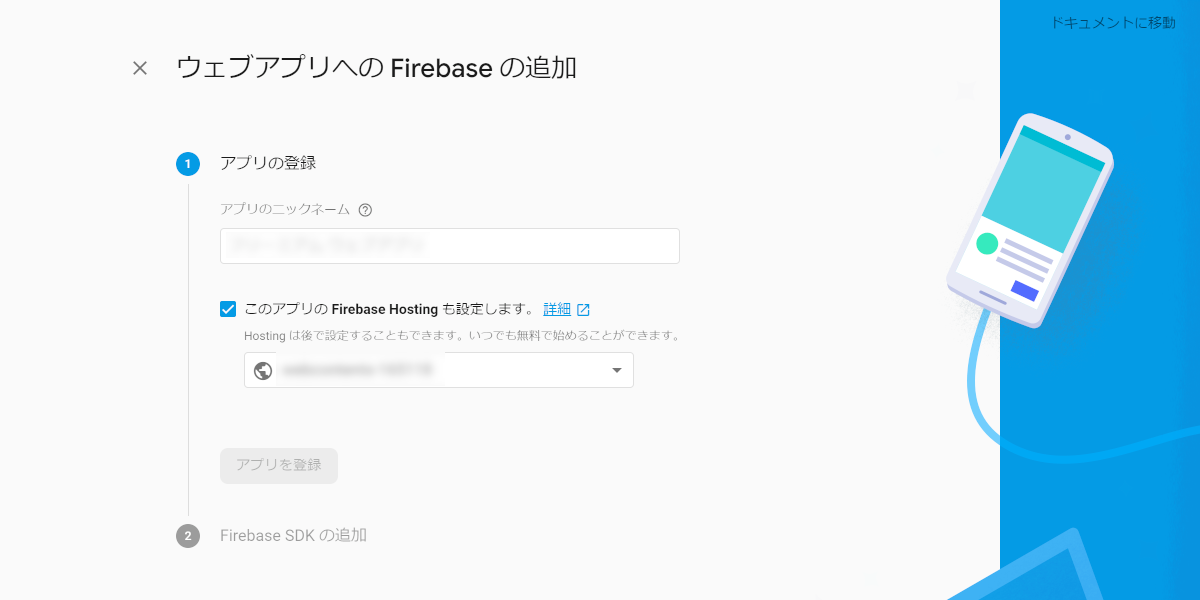 ドキュメントに移動
ウェブアプリへの Firebase の追加
1 アプリの登録
アプリのニックネーム ?
このアプリの Firebase Hosting も設定します。 詳細
Hosting は後で設定することもできます。いつでも無料で始めることができます。
アプリを登録
2 Firebase SDK の追加